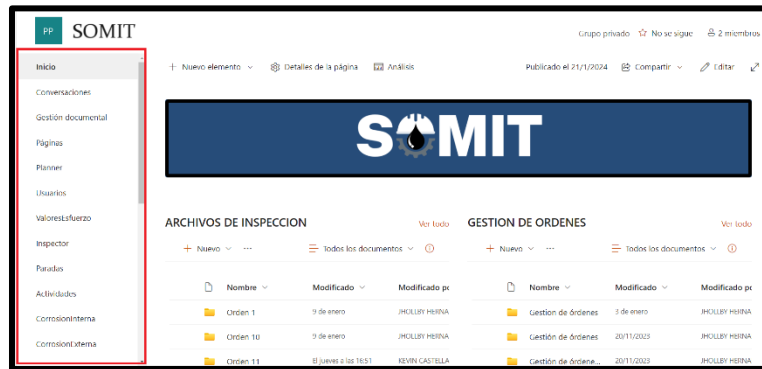 PP SOMIT
Grupo privado No se sigue 2 miembros
Inicio
Conversaciones
Gestión documental
Páginas
Planner
Usuarios
ValoresEsfuerzo
Inspector
Paradas
Actividades
CorrosionInterna
CorrosionExterna
+ Nuevo elemento Detalles de la página Análisis Publicado el 21/1/2024 Compartir Editar
SOMIT
ARCHIVOS DE INSPECCION Ver todo
+ Nuevo ... Todos los documentos
Nombre Modificado Modificado po
Orden 1 9 de enero JHOLLBY HERNA
Orden 10 9 de enero JHOLLBY HERNA
Orden 11 El jueves a las 16:51 KEVIN CASTELLA
GESTION DE ORDENES Ver todo
+ Nuevo ... Todos los documentos
Nombre Modificado Modificado po
Gestión de órdenes 3 de enero JHOLLBY HERNA
Gestión de órdenes 20/11/2023 JHOLLBY HERNA
Gestión de órdene... 20/11/2023 JHOLLBY HERNA